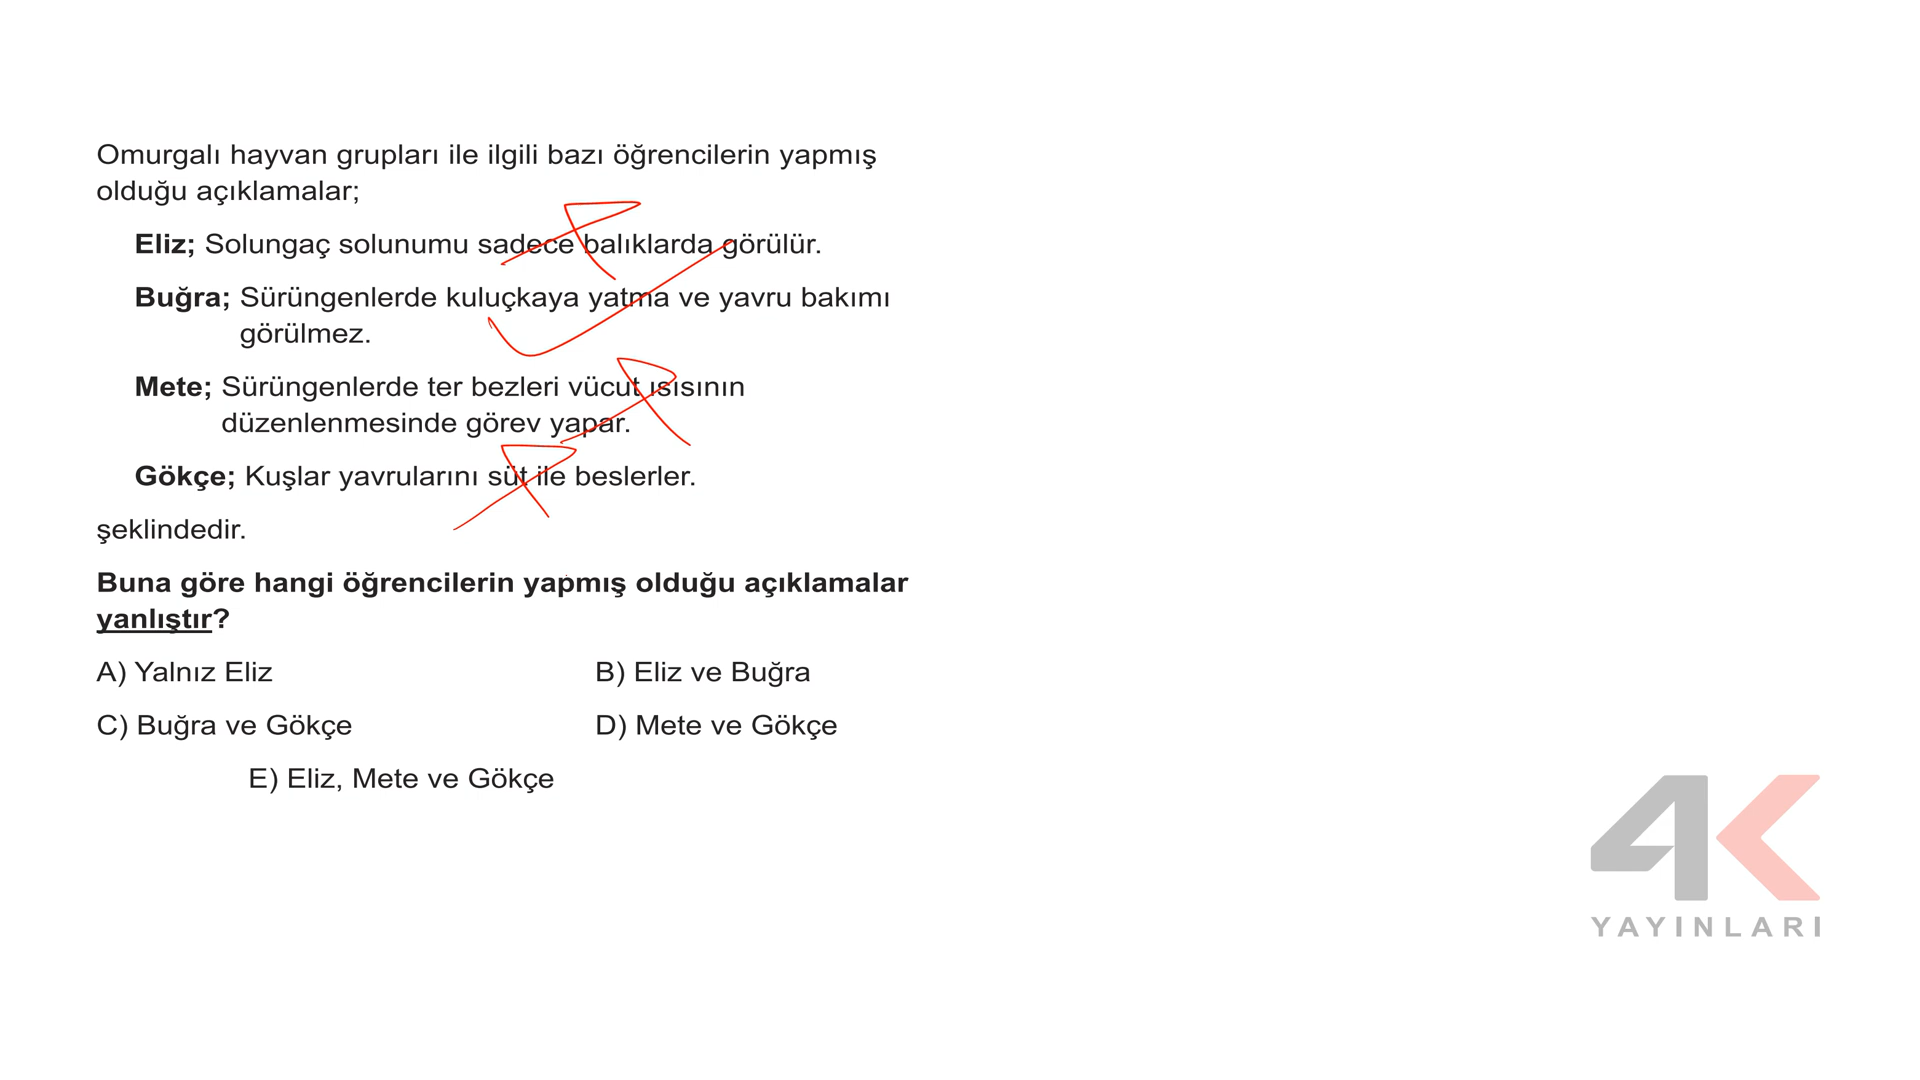 Omurgalı hayvan grupları ile ilgili bazı öğrencilerin yapmış
olduğu açıklamalar;
Eliz; Solungaç solunumu sadece balıklarda görülür.
Buğra; Sürüngenlerde kuluçkaya yatma ve yavru bakımı
görülmez.
Mete; Sürüngenlerde ter bezleri vücut ısısının
düzenlenmesinde görev yapar.
Gökçe; Kuşlar yavrularını süt ile beslerler.
şeklindedir.
Buna göre hangi öğrencilerin yapmış olduğu açıklamalar
yanlıştır?
A) Yalnız Eliz
B) Eliz ve Buğra
C) Buğra ve Gökçe
D) Mete ve Gökçe
E) Eliz, Mete ve Gökçe
4K
YAYINLARI